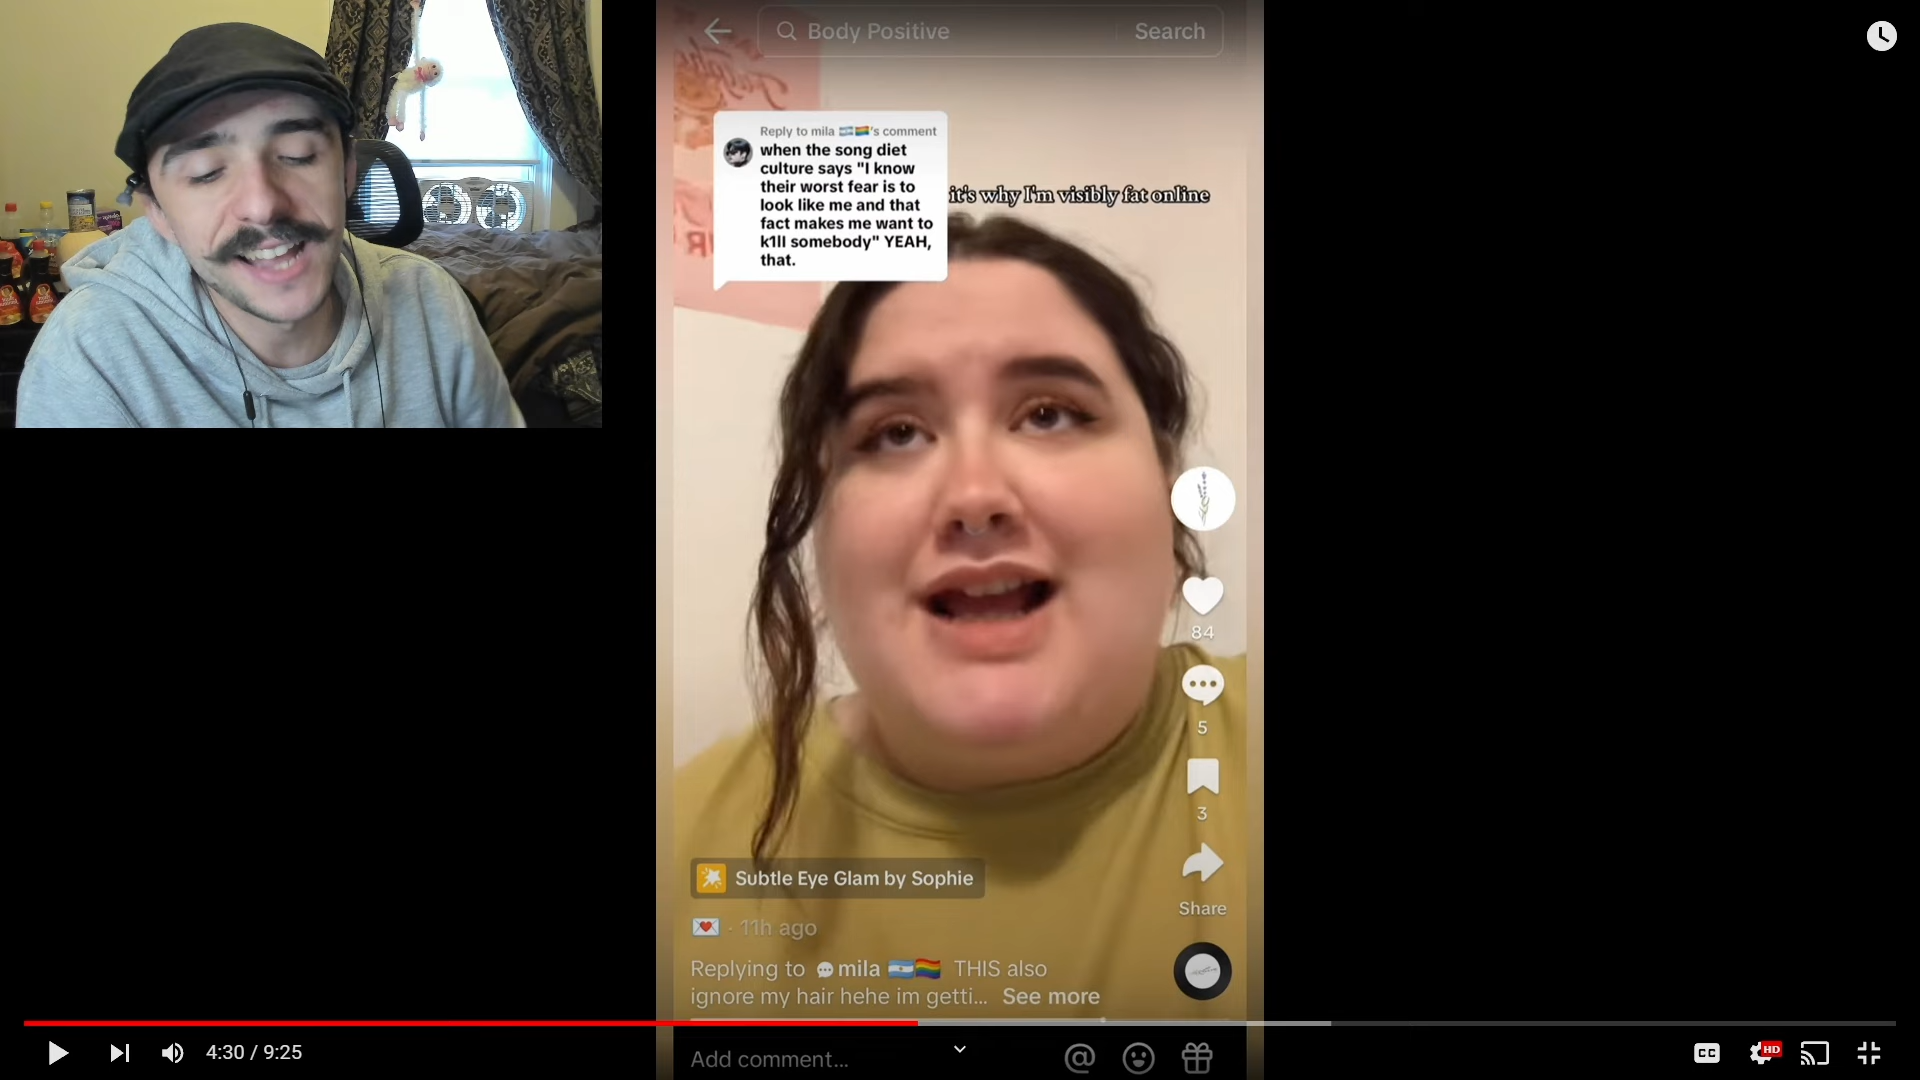 Body Positive
Search
Reply to mila 🇦🇷🏳️‍🌈's comment
when the song diet
culture says "I know
their worst fear is to
look like me and that
fact makes me want to
k1ll somebody" YEAH,
that.
it's why I'm visibly fat online
84
5
3
Subtle Eye Glam by Sophie
💌 · 11h ago
Share
Replying to 💬mila 🇦🇷🏳️‍🌈 THIS also
ignore my hair hehe im getti... See more
Add comment...
@
4:30 / 9:25
CC
HD